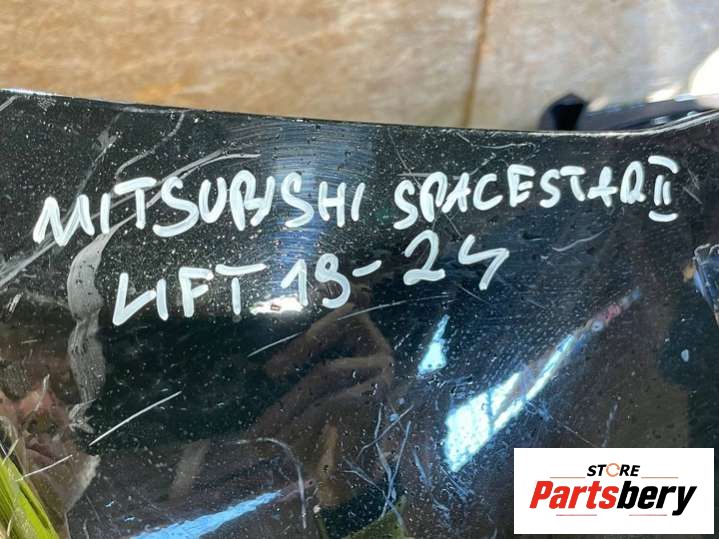 MITSUBISHI SPACESTAR II
LIFT 19-24
STORE
Partsbery